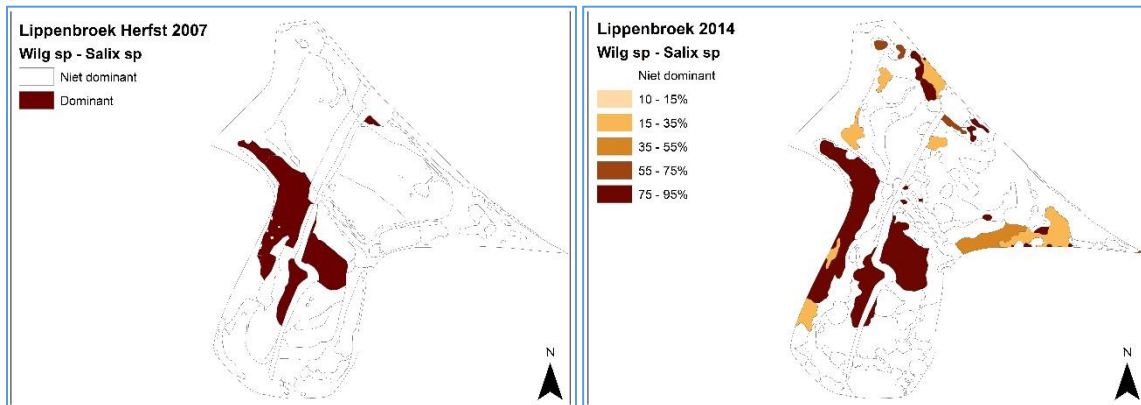 Lippenbroek Herfst 2007
Wilg sp - Salix sp
Niet dominant
Dominant
N
Lippenbroek 2014
Wilg sp - Salix sp
Niet dominant
10 - 15%
15 - 35%
35 - 55%
55 - 75%
75 - 95%
N